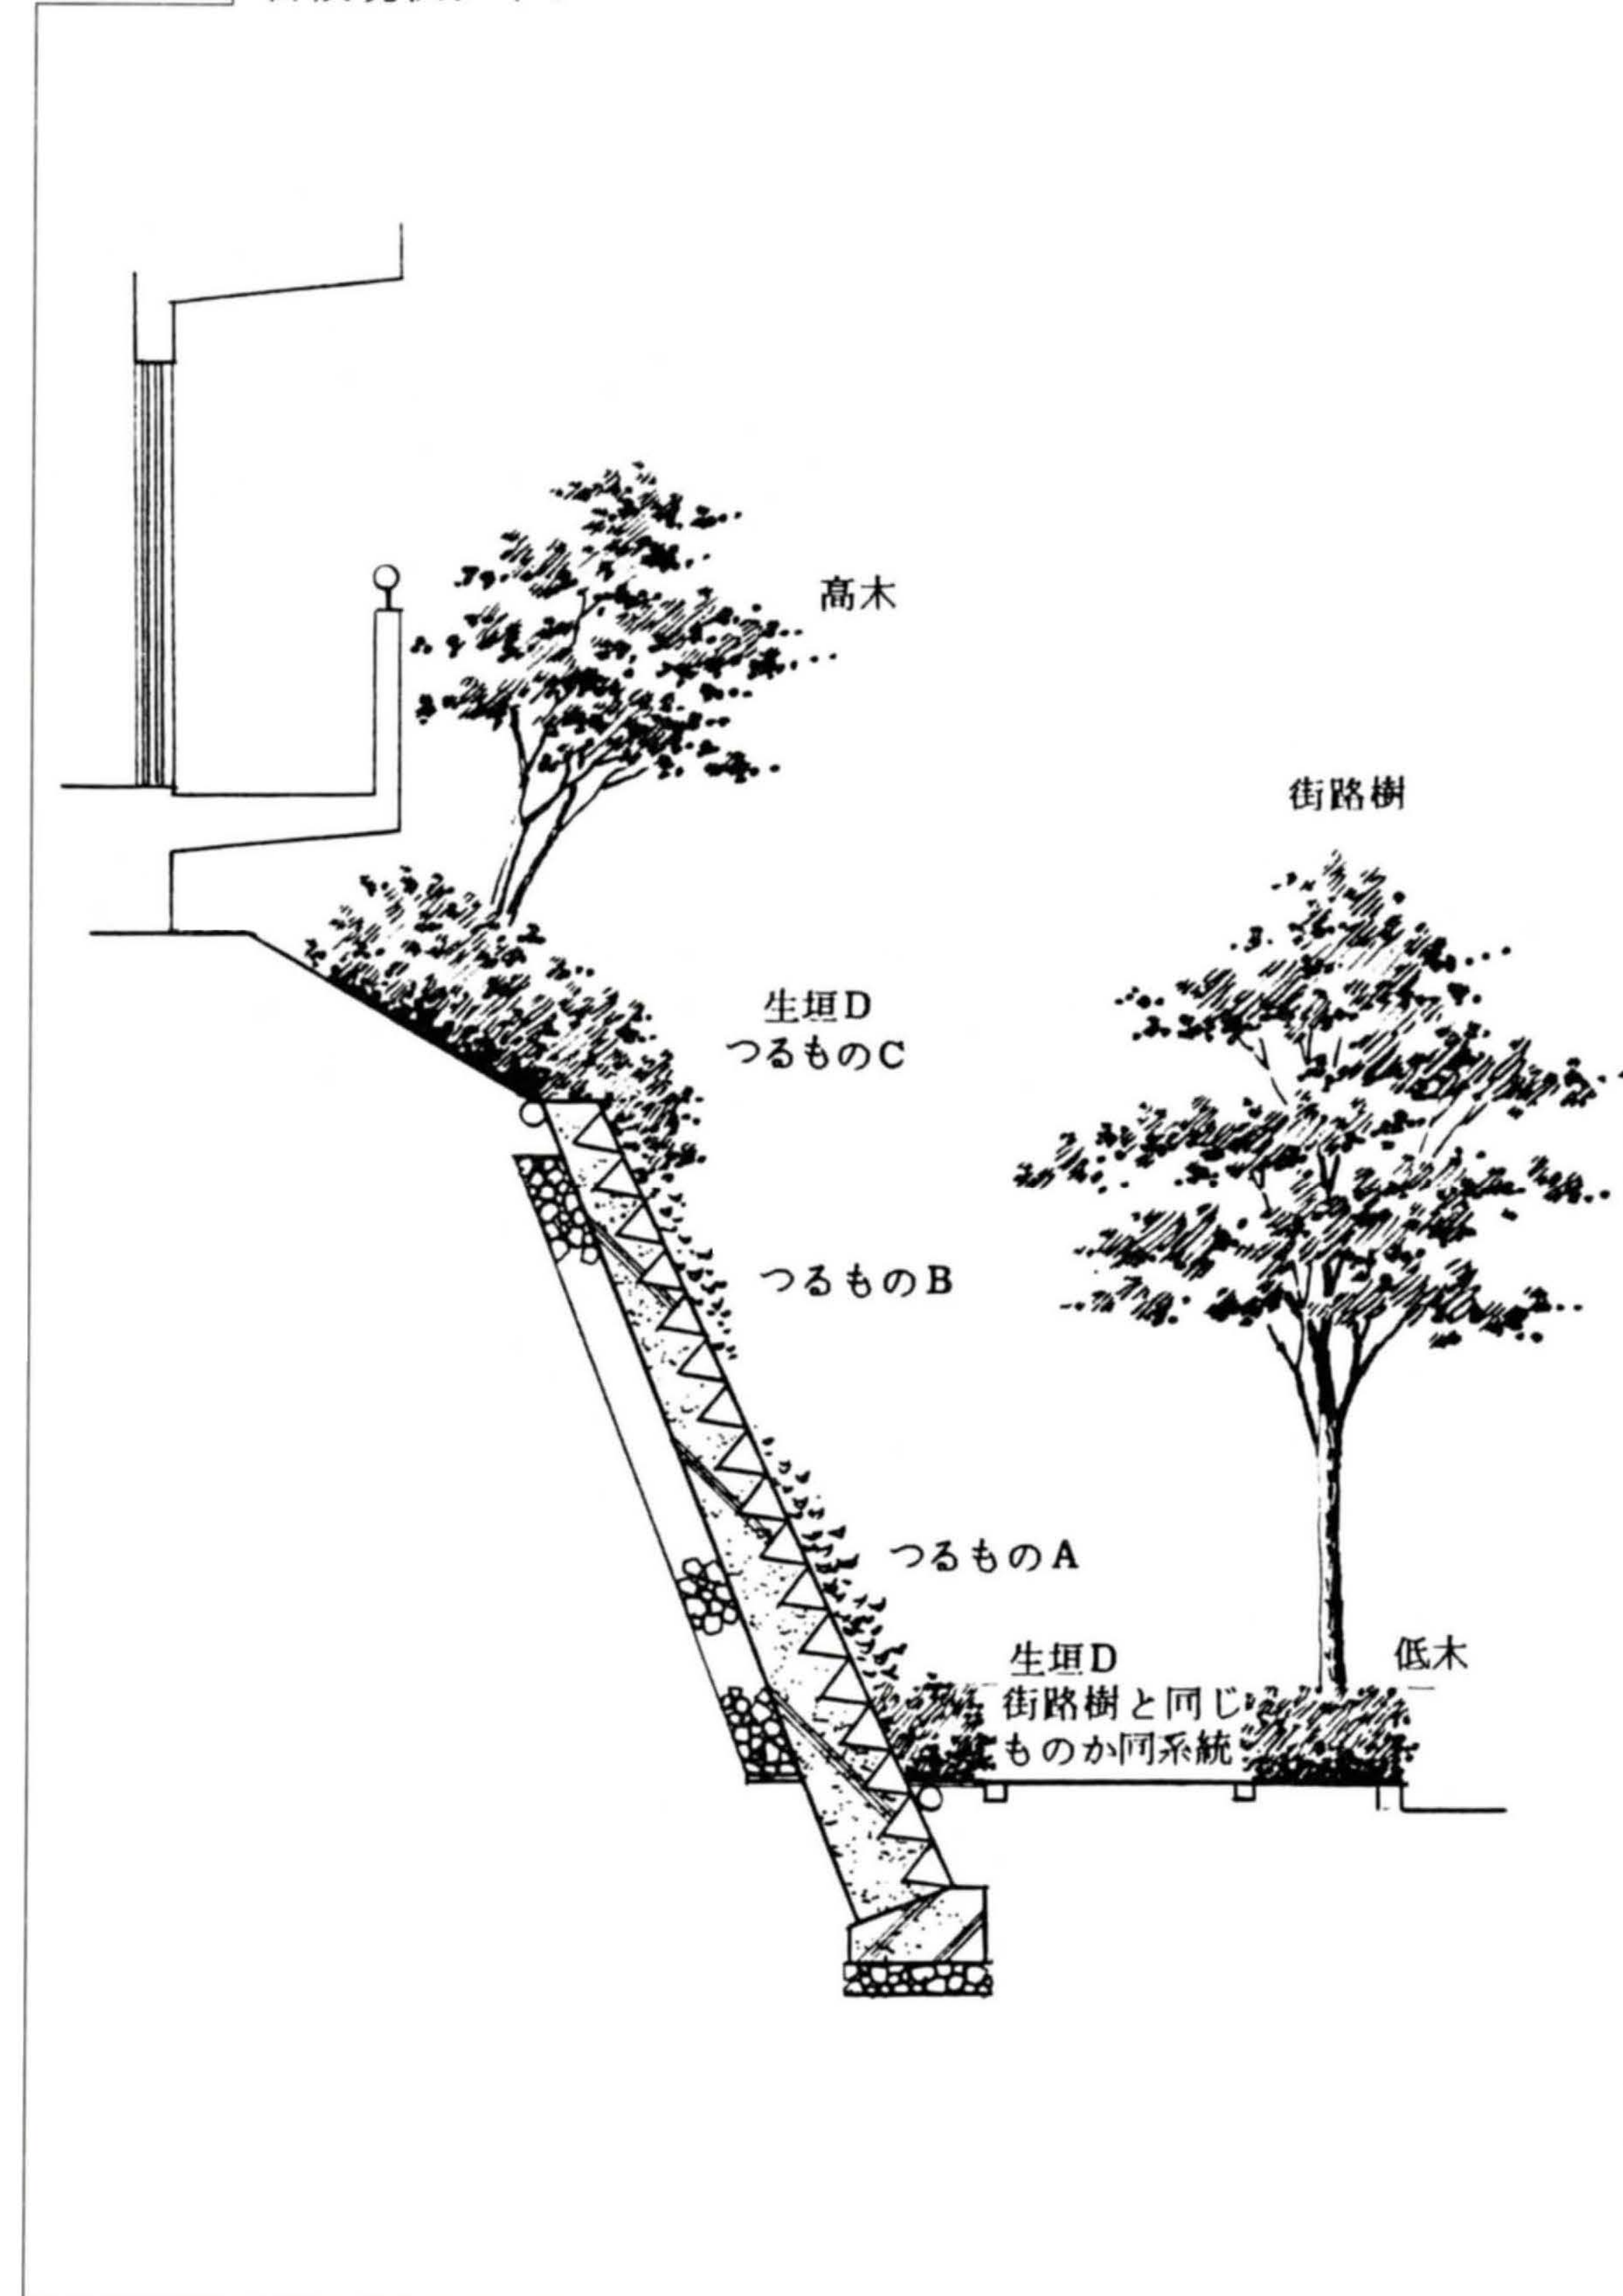 高木
街路樹
生垣D
つるものC
つるものB
つるものA
生垣D
街路樹と同じ
ものか同系統
低木